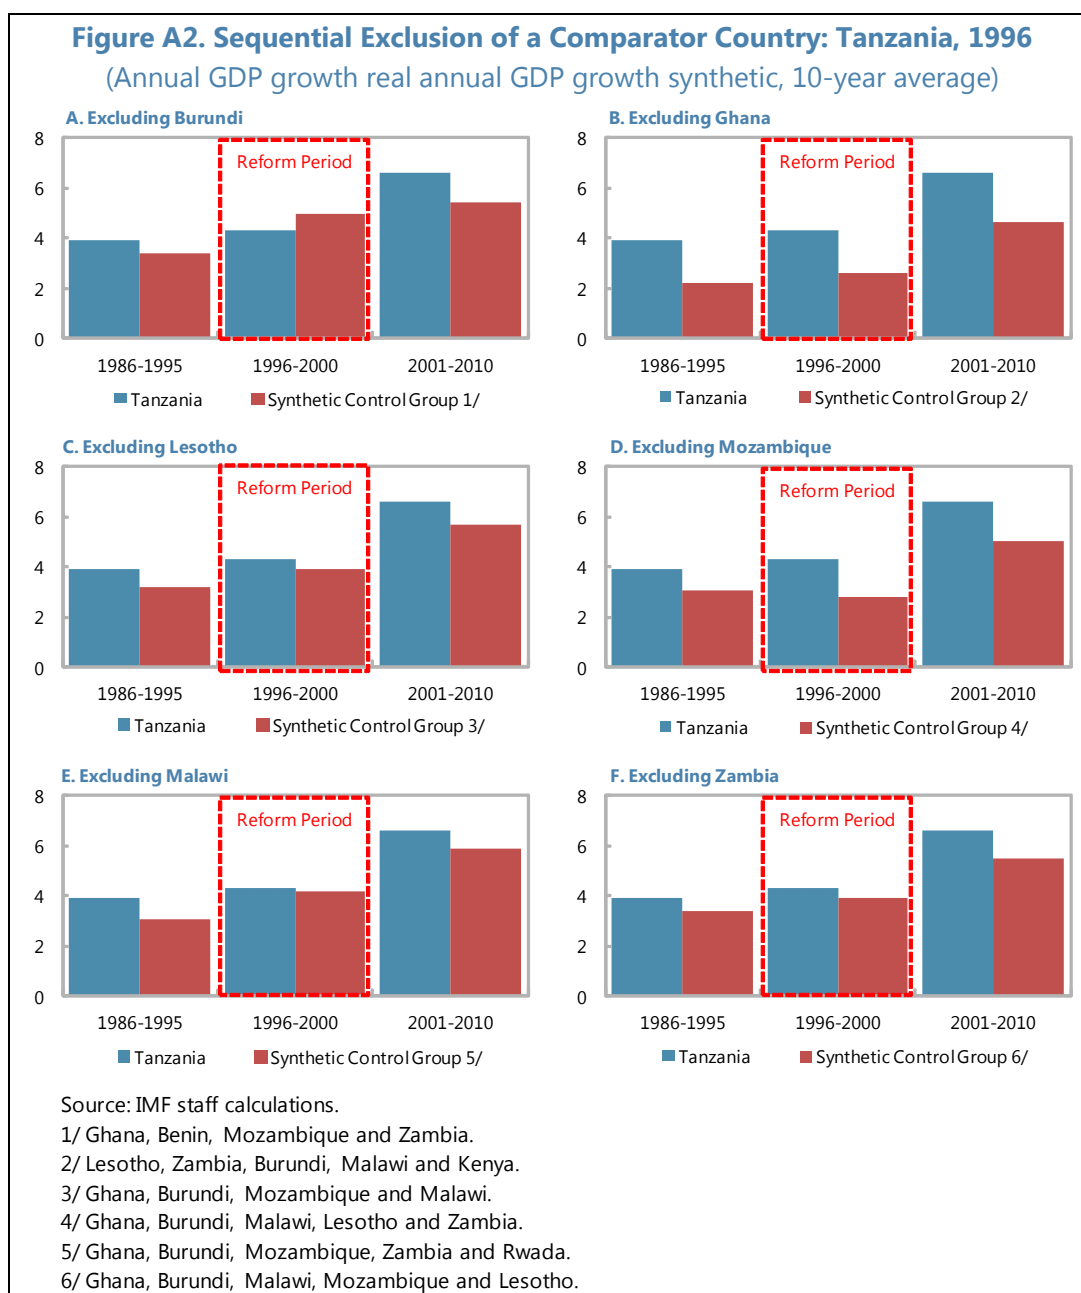 Figure A2. Sequential Exclusion of a Comparator Country: Tanzania, 1996
(Annual GDP growth real annual GDP growth synthetic, 10-year average)
A. Excluding Burundi
8
6
4
2
0
Reform Period
1986-1995 1996-2000 2001-2010
Tanzania Synthetic Control Group 1/
B. Excluding Ghana
8
6
4
2
0
Reform Period
1986-1995 1996-2000 2001-2010
Tanzania Synthetic Control Group 2/
C. Excluding Lesotho
8
6
4
2
0
Reform Period
1986-1995 1996-2000 2001-2010
Tanzania Synthetic Control Group 3/
D. Excluding Mozambique
8
6
4
2
0
Reform Period
1986-1995 1996-2000 2001-2010
Tanzania Synthetic Control Group 4/
E. Excluding Malawi
8
6
4
2
0
Reform Period
1986-1995 1996-2000 2001-2010
Tanzania Synthetic Control Group 5/
F. Excluding Zambia
8
6
4
2
0
Reform Period
1986-1995 1996-2000 2001-2010
Tanzania Synthetic Control Group 6/
Source: IMF staff calculations.
1/ Ghana, Benin, Mozambique and Zambia.
2/ Lesotho, Zambia, Burundi, Malawi and Kenya.
3/ Ghana, Burundi, Mozambique and Malawi.
4/ Ghana, Burundi, Malawi, Lesotho and Zambia.
5/ Ghana, Burundi, Mozambique, Zambia and Rwada.
6/ Ghana, Burundi, Malawi, Mozambique and Lesotho.